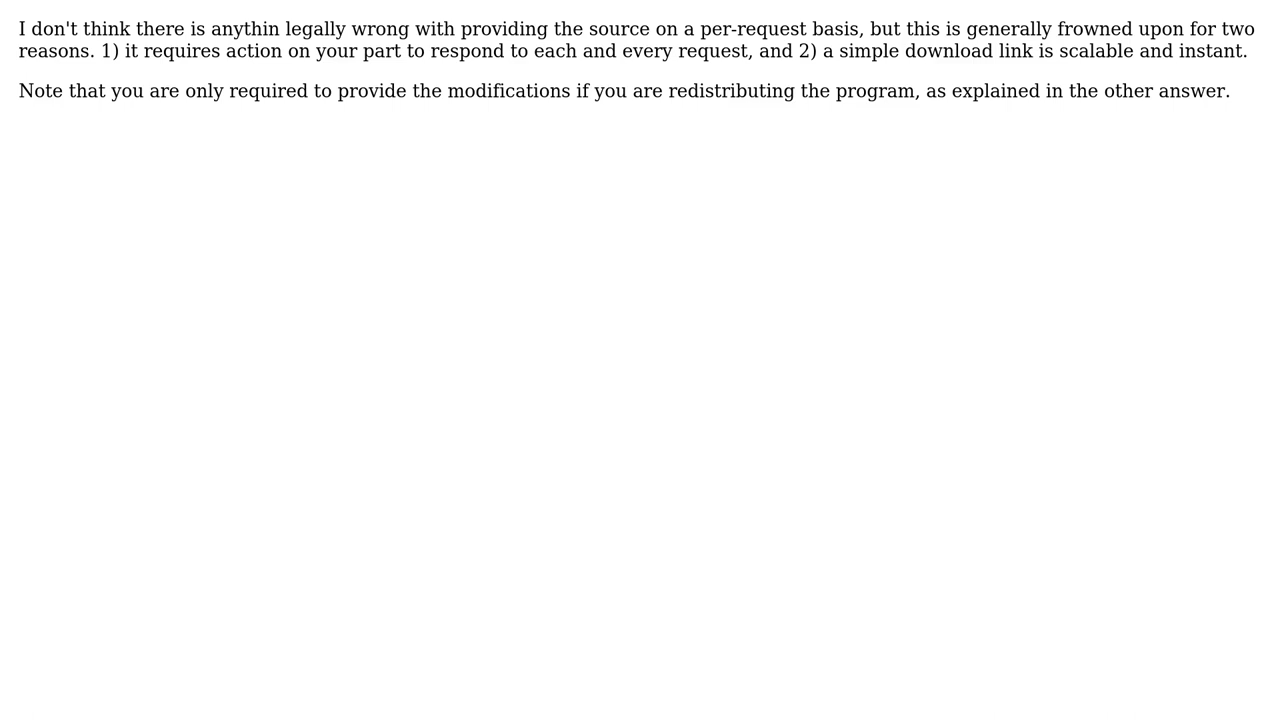 I don't think there is anythin legally wrong with providing the source on a per-request basis, but this is generally frowned upon for two
reasons. 1) it requires action on your part to respond to each and every request, and 2) a simple download link is scalable and instant.
Note that you are only required to provide the modifications if you are redistributing the program, as explained in the other answer.